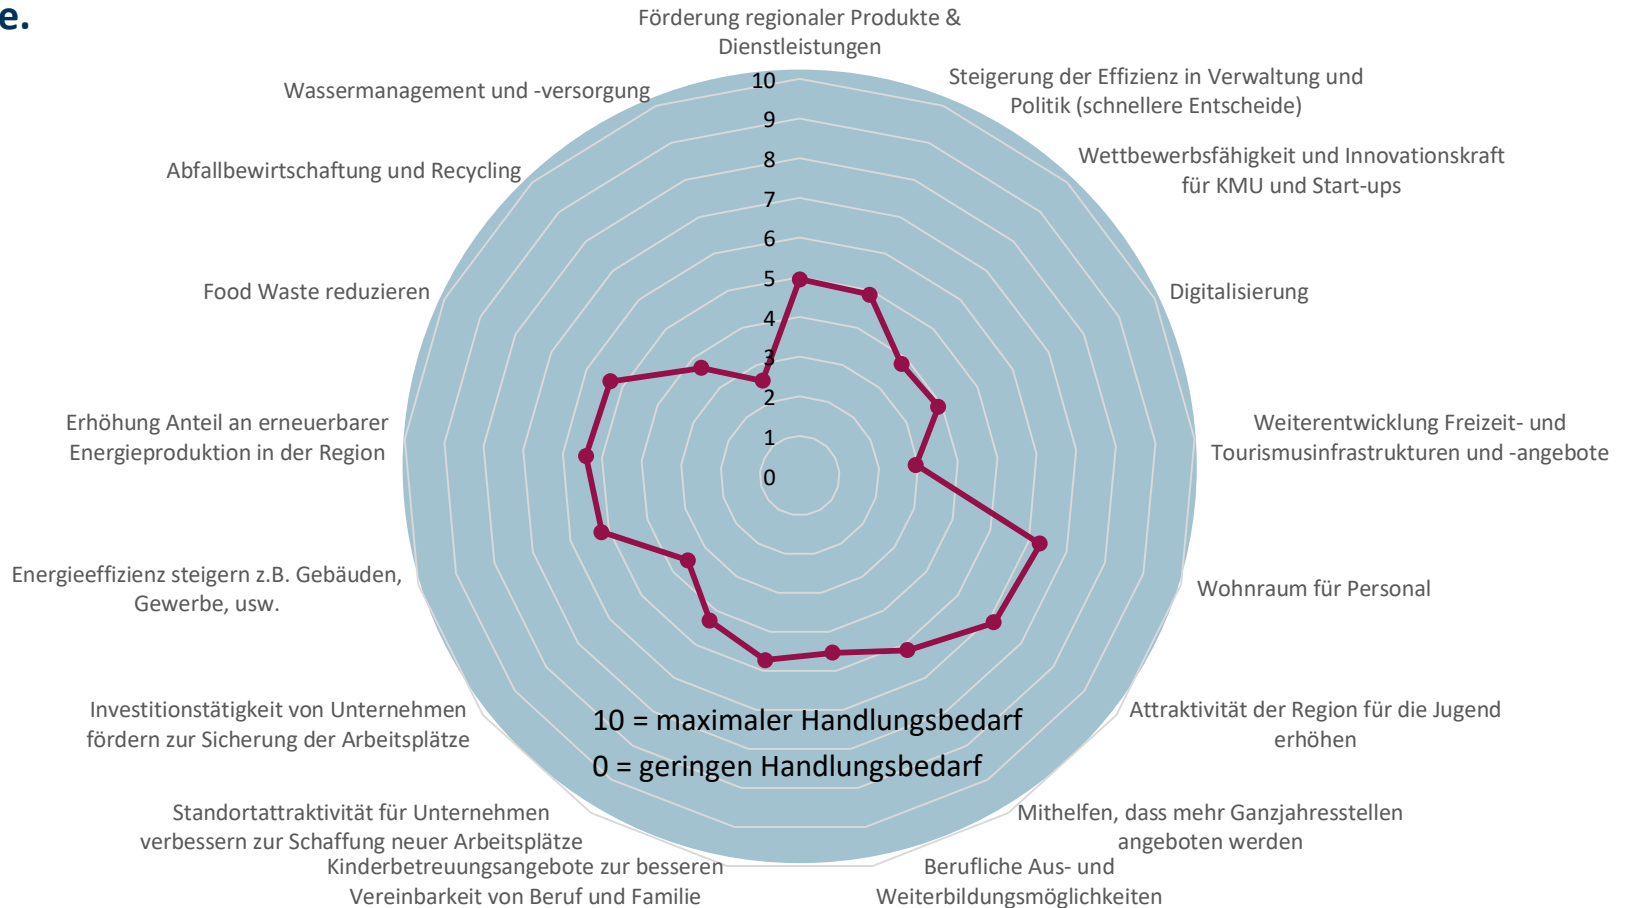 e.
Förderung regionaler Produkte &
Dienstleistungen
Steigerung der Effizienz in Verwaltung und
Politik (schnellere Entscheide)
Wettbewerbsfähigkeit und Innovationskraft
für KMU und Start-ups
Digitalisierung
Weiterentwicklung Freizeit- und
Tourismusinfrastrukturen und -angebote
Wohnraum für Personal
Attraktivität der Region für die Jugend
erhöhen
Mithelfen, dass mehr Ganzjahresstellen
angeboten werden
Berufliche Aus- und
Weiterbildungsmöglichkeiten
Kinderbetreuungsangebote zur besseren
Vereinbarkeit von Beruf und Familie
Standortattraktivität für Unternehmen
verbessern zur Schaffung neuer Arbeitsplätze
Investitionstätigkeit von Unternehmen
fördern zur Sicherung der Arbeitsplätze
Energieeffizienz steigern z.B. Gebäuden,
Gewerbe, usw.
Erhöhung Anteil an erneuerbarer
Energieproduktion in der Region
Food Waste reduzieren
Abfallbewirtschaftung und Recycling
Wassermanagement und -versorgung
10
9
8
7
6
5
4
3
2
1
0
10 = maximaler Handlungsbedarf
0 = geringen Handlungsbedarf